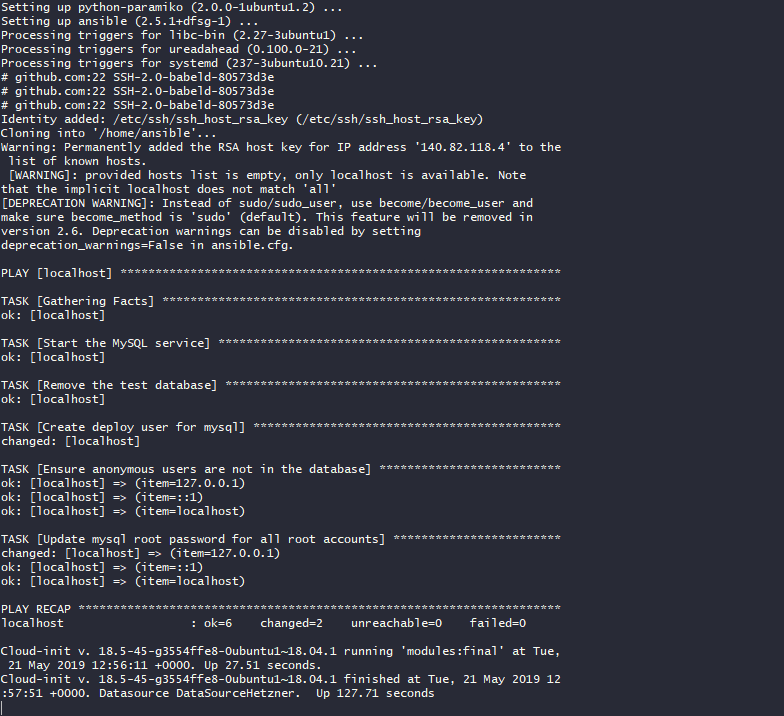 Setting up python-paramiko (2.0.0-1ubuntu1.2) ...
Setting up ansible (2.5.1+dfsg-1) ...
Processing triggers for libc-bin (2.27-3ubuntu1) ...
Processing triggers for ureadahead (0.100.0-21) ...
Processing triggers for systemd (237-3ubuntu10.21) ...
# github.com:22 SSH-2.0-babeld-80573d3e
# github.com:22 SSH-2.0-babeld-80573d3e
# github.com:22 SSH-2.0-babeld-80573d3e
Identity added: /etc/ssh/ssh_host_rsa_key (/etc/ssh/ssh_host_rsa_key)
Cloning into '/home/ansible'...
Warning: Permanently added the RSA host key for IP address '140.82.118.4' to the
 list of known hosts.
 [WARNING]: provided hosts list is empty, only localhost is available. Note
that the implicit localhost does not match 'all'
[DEPRECATION WARNING]: Instead of sudo/sudo_user, use become/become_user and
make sure become_method is 'sudo' (default). This feature will be removed in
version 2.6. Deprecation warnings can be disabled by setting
deprecation_warnings=False in ansible.cfg.
PLAY [localhost] ***************************************************************
TASK [Gathering Facts] *********************************************************
ok: [localhost]
TASK [Start the MySQL service] *************************************************
ok: [localhost]
TASK [Remove the test database] ************************************************
ok: [localhost]
TASK [Create deploy user for mysql] ********************************************
changed: [localhost]
TASK [Ensure anonymous users are not in the database] **************************
ok: [localhost] => (item=127.0.0.1)
ok: [localhost] => (item=::1)
ok: [localhost] => (item=localhost)
TASK [Update mysql root password for all root accounts] ************************
changed: [localhost] => (item=127.0.0.1)
ok: [localhost] => (item=::1)
ok: [localhost] => (item=localhost)
PLAY RECAP *********************************************************************
localhost                  : ok=6    changed=2    unreachable=0    failed=0
Cloud-init v. 18.5-45-g3554ffe8-0ubuntu1~18.04.1 running 'modules:final' at Tue,
 21 May 2019 12:56:11 +0000. Up 27.51 seconds.
Cloud-init v. 18.5-45-g3554ffe8-0ubuntu1~18.04.1 finished at Tue, 21 May 2019 12
:57:51 +0000. Datasource DataSourceHetzner.  Up 127.71 seconds